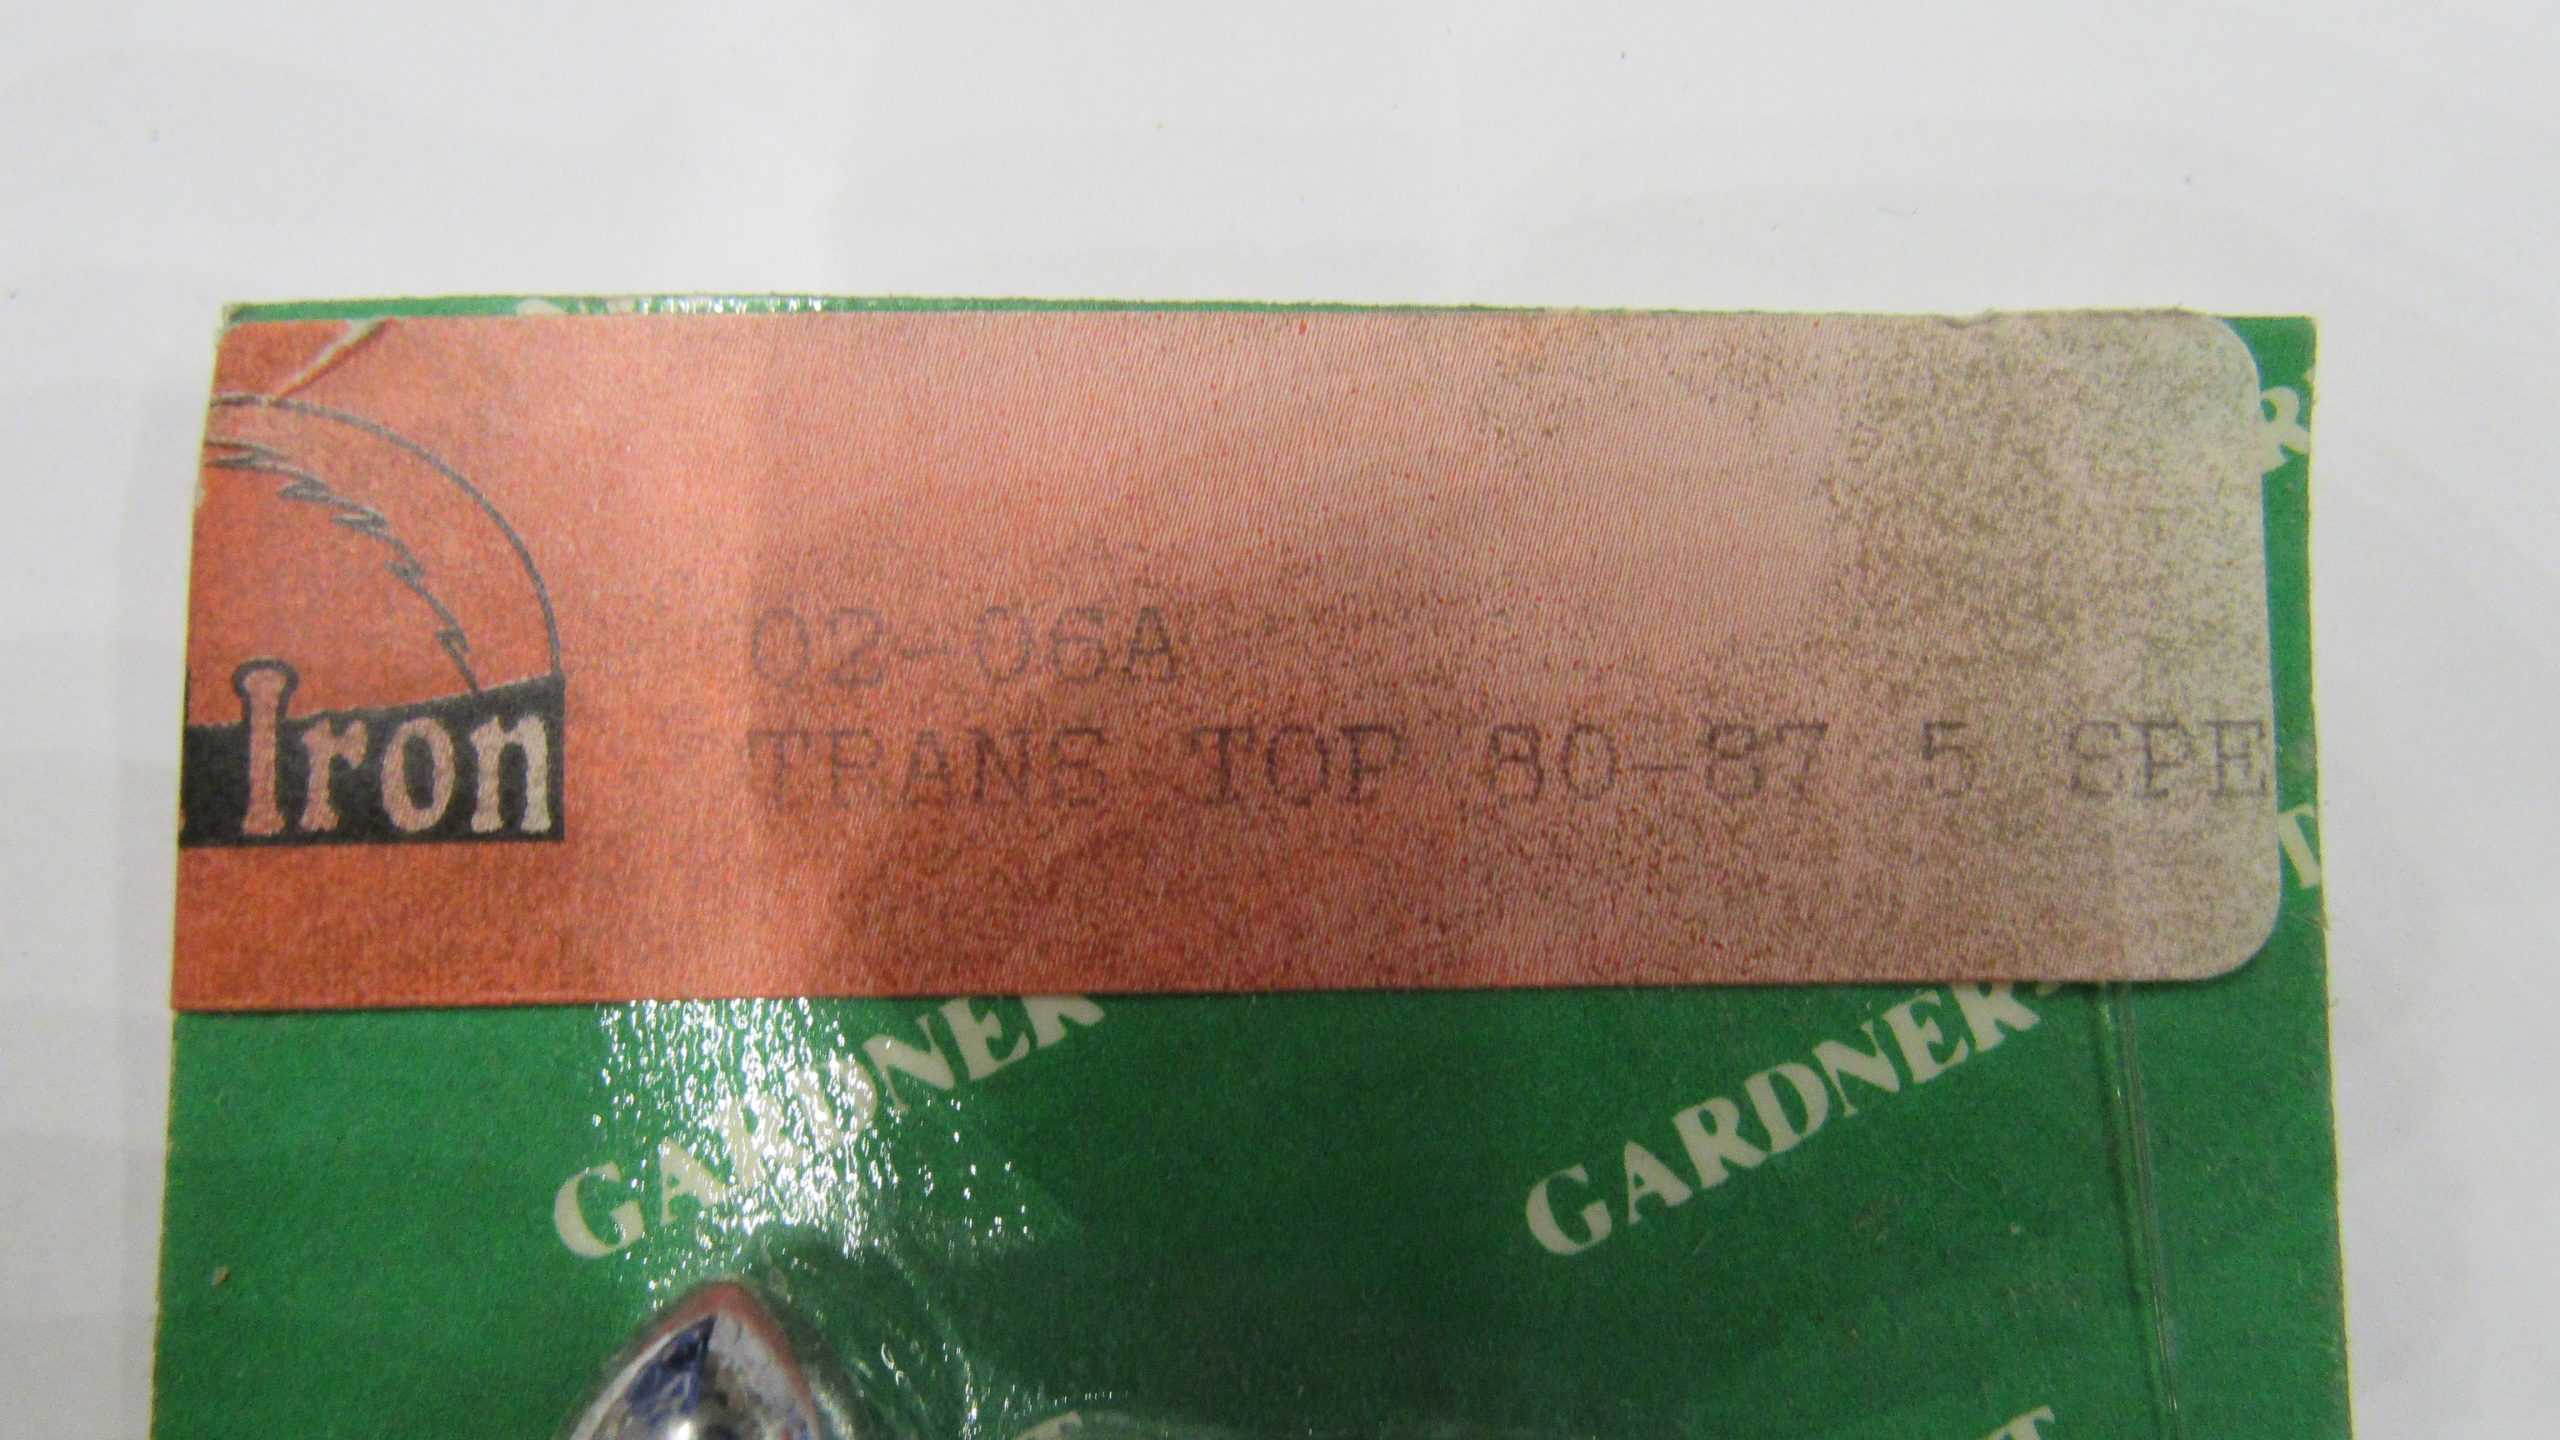 Iron
02-06A
TRANS TOP 80-87 5 SPE
GARDNER
GARDNER